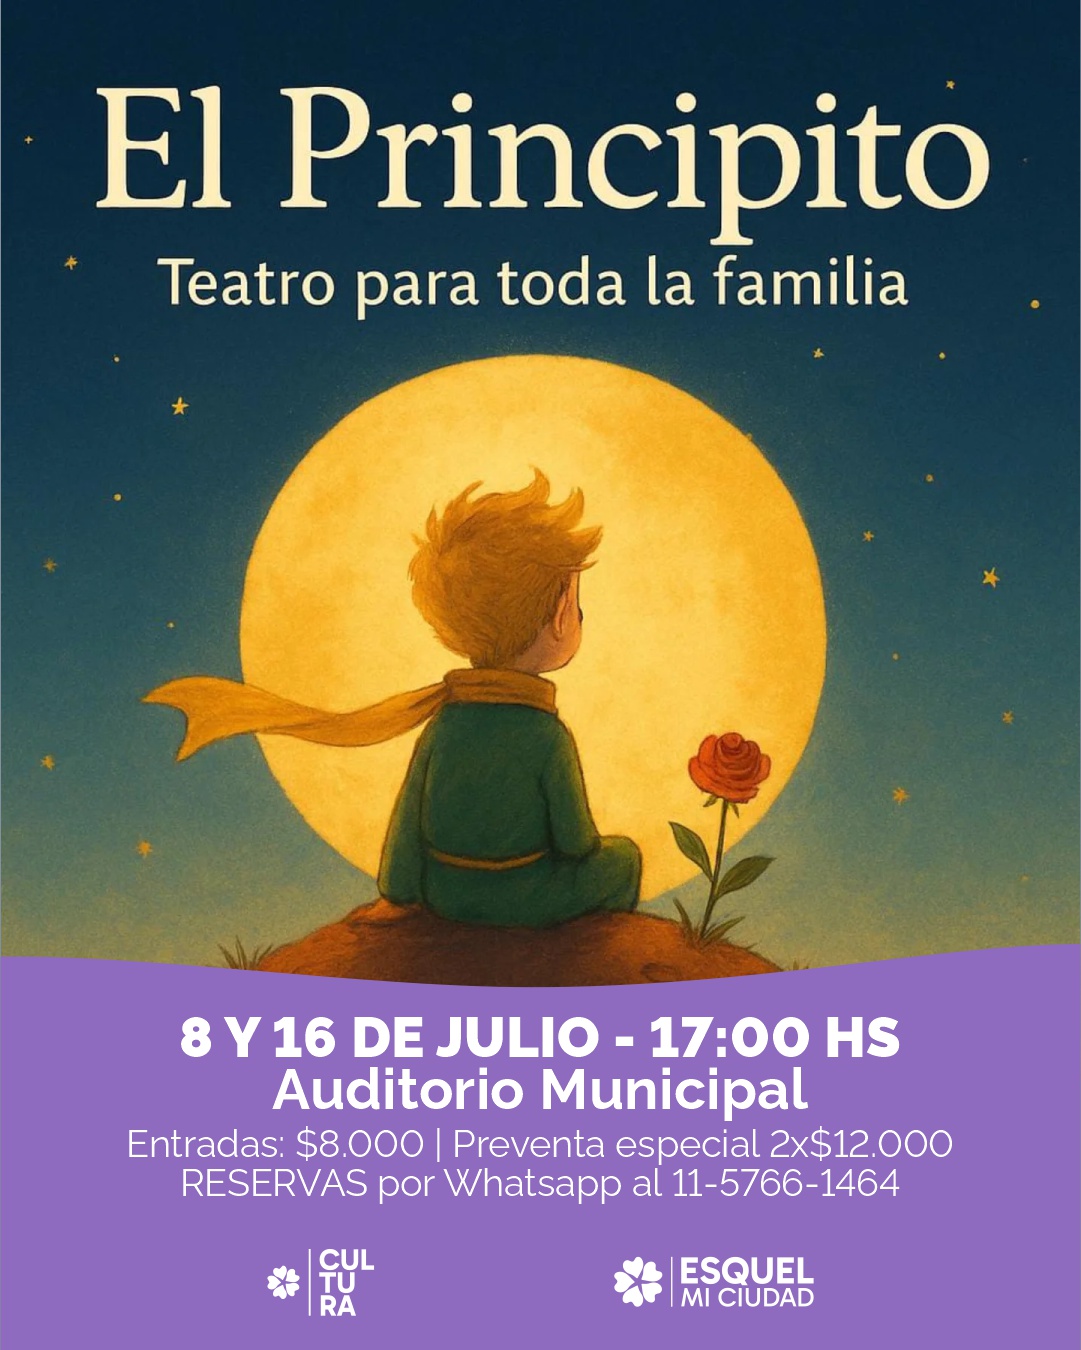 El Principito
Teatro para toda la familia
8 Y 16 DE JULIO - 17:00 HS
Auditorio Municipal
Entradas: $8.000 | Preventa especial 2x$12.000
RESERVAS por Whatsapp al 11-5766-1464
CUL
TU
RA
ESQUEL
MI CIUDAD